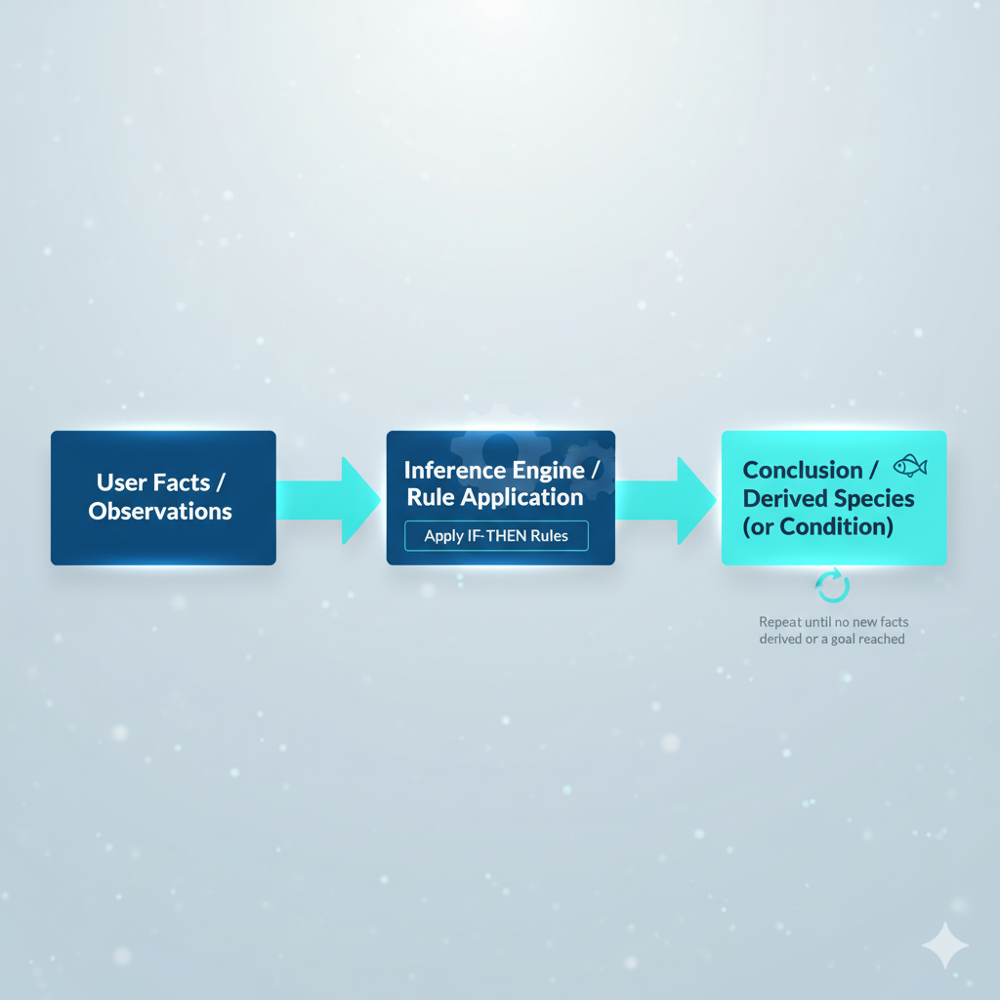 User Facts /
Observations
Inference Engine /
Rule Application
Apply IF-THEN Rules
Conclusion /
Derived Species
(or Condition)
Repeat until no new facts
derived or a goal reached